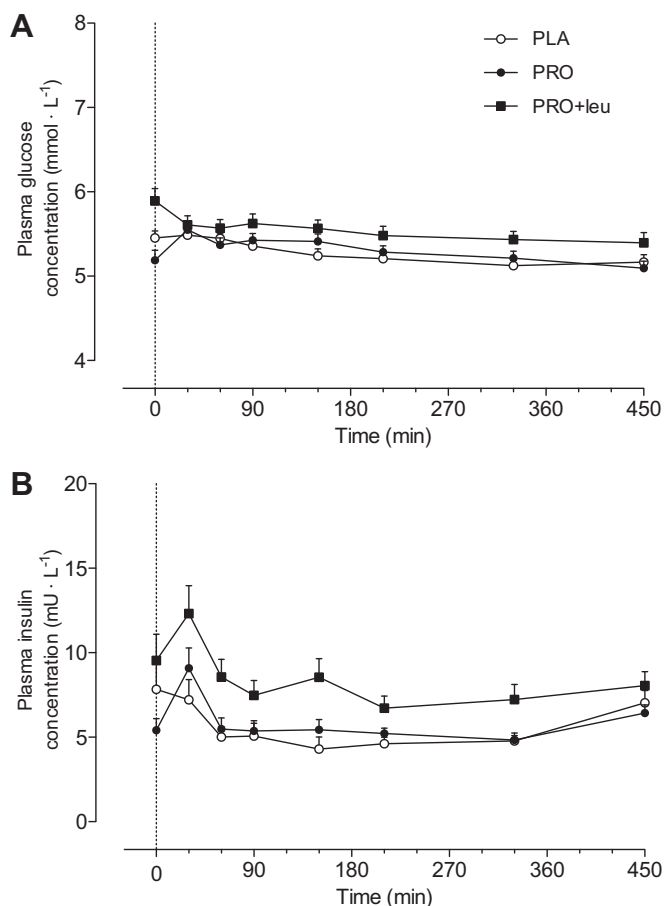 A
8
7
6
5
4
Plasma glucose
concentration (mmol · L⁻¹)
PLA
PRO
PRO+leu
0 90 180 270 360 450
Time (min)
B
20
15
10
5
0
Plasma insulin
concentration (mU · L⁻¹)
0 90 180 270 360 450
Time (min)